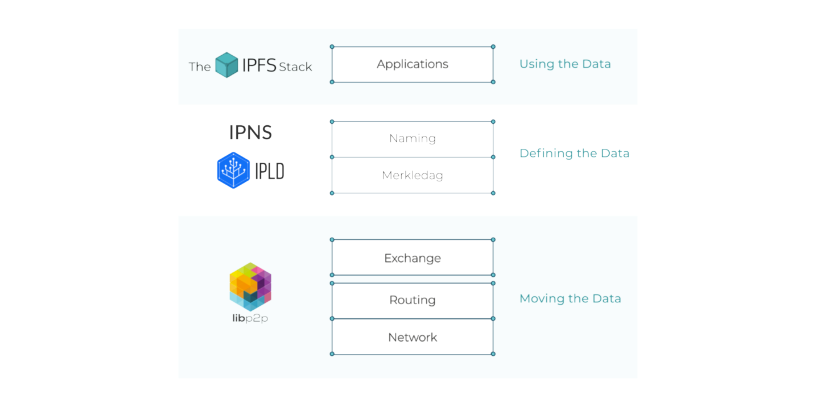 The IPFS Stack
Applications
Using the Data
IPNS
IPLD
Naming
Merkledag
Defining the Data
libp2p
Exchange
Routing
Network
Moving the Data